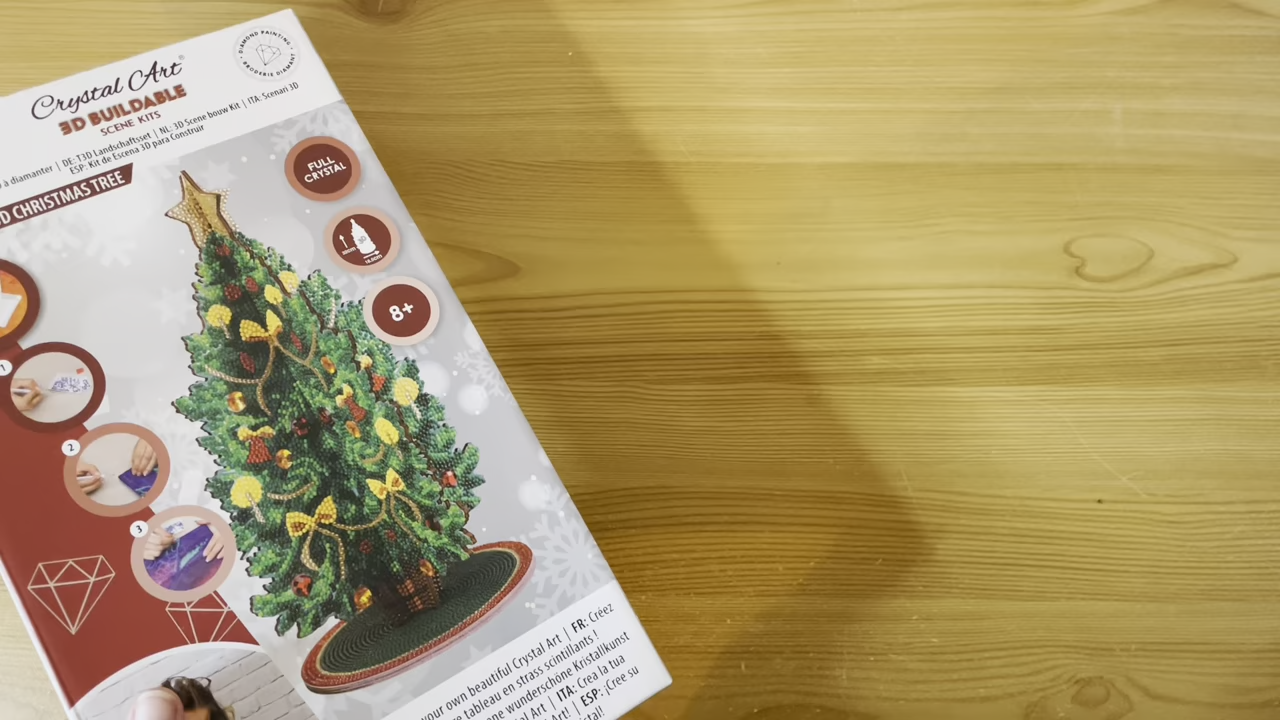 Crystal Art®
DIAMOND PAINTING • BRODERIE DIAMANT •
3D BUILDABLE
SCENE KITS
à diamanter | DE: T3D Landschaftsset | NL: 3D Scene bouw Kit | ITA: Scenari 3D
ESP: Kit de Escena 3D para Construir
D CHRISTMAS TREE
FULL
CRYSTAL
3D
8+
1
2
3
your own beautiful Crystal Art | FR: Créez
tableau en strass scintillants !
wunderschöne Kristallkunst
Art | ITA: Crea la tua
Art! | ESP: ¡Cree su